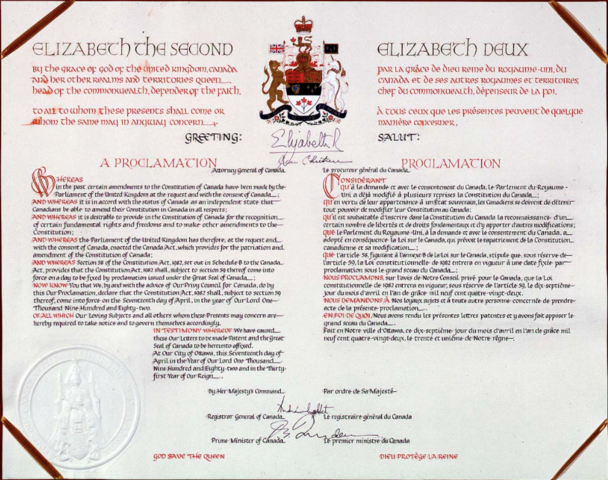 ELIZABETH THE SECOND
BY THE GRACE OF GOD OF THE UNITED KINGDOM, CANADA
AND HER OTHER REALMS AND TERRITORIES QUEEN,
HEAD OF THE COMMONWEALTH, DEFENDER OF THE FAITH.
TO ALL TO WHOM THESE PRESENTS SHALL COME OR
WHOM THE SAME MAY IN ANYWAY CONCERN,
GREETING:
A PROCLAMATION
Attorney General of Canada
WHEREAS
in the past certain amendments to the Constitution of Canada have been made by the
Parliament of the United Kingdom at the request and with the consent of Canada;
AND WHEREAS it is in accord with the status of Canada as an independent state that
Canadians be able to amend their Constitution in Canada in all respects;
AND WHEREAS it is desirable to provide in the Constitution of Canada for the recognition
of certain fundamental rights and freedoms and to make other amendments to the
Constitution;
AND WHEREAS the Parliament of the United Kingdom has therefore, at the request and
with the consent of Canada, enacted the Canada Act, which provides for the patriation and
amendment of the Constitution of Canada;
AND WHEREAS Section 58 of the Constitution Act, 1982, set out in Schedule B to the Canada
Act, provides that the Constitution Act, 1982 shall, subject to section 59 thereof, come into
force on a day to be fixed by proclamation issued under the Great Seal of Canada.
NOW KNOW You that We, by and with the advice of Our Privy Council for Canada, do by
this Our Proclamation, declare that the Constitution Act, 1982 shall, subject to section 59
thereof, come into force on the Seventeenth day of April, in the year of Our Lord One
Thousand Nine Hundred and Eighty-two.
OF ALL WHICH Our Loving Subjects and all others whom these Presents may concern are
hereby required to take notice and to govern themselves accordingly.
IN TESTIMONY WHEREOF We have caused
these Our Letters to be made Patent and the Great
Seal of Canada to be hereunto affixed.
At Our City of Ottawa, this Seventeenth day of
April in the Year of Our Lord One Thousand
Nine Hundred and Eighty-two and in the Thirty-
first Year of Our Reign.
By Her Majesty's Command
Registrar General of Canada
Prime Minister of Canada
GOD SAVE THE QUEEN
Elizabeth R
ELIZABETH DEUX
PAR LA GRÂCE DE DIEU REINE DU ROYAUME-UNI, DU
CANADA ET DE SES AUTRES ROYAUMES ET TERRITOIRES,
CHEF DU COMMONWEALTH, DÉFENSEUR DE LA FOI.
À TOUS CEUX QUE LES PRÉSENTES PEUVENT DE QUELQUE
MANIÈRE CONCERNER,
SALUT:
PROCLAMATION
Le procureur général du Canada
CONSIDÉRANT
QU'à la demande et avec le consentement du Canada, le Parlement du Royaume-
Uni a déjà modifié à plusieurs reprises la Constitution du Canada;
QU'en vertu de leur appartenance à un État souverain, les Canadiens se doivent de détenir
tout pouvoir de modifier leur Constitution au Canada;
QU'il est souhaitable d'inscrire dans la Constitution du Canada la reconnaissance d'un
certain nombre de libertés et de droits fondamentaux et d'y apporter d'autres modifications;
QUE le Parlement du Royaume-Uni, à la demande et avec le consentement du Canada, a
adopté en conséquence la Loi sur le Canada, qui prévoit le rapatriement de la Constitution
canadienne et sa modification;
QUE l'article 58, figurant à l'annexe B de la Loi sur le Canada, stipule que, sous réserve de
l'article 59, la Loi constitutionnelle de 1982 entrera en vigueur à une date fixée par
proclamation sous le grand sceau du Canada.
NOUS PROCLAMONS, sur l'avis de Notre Conseil privé pour le Canada, que la Loi
constitutionnelle de 1982 entrera en vigueur, sous réserve de l'article 59, le dix-septième
jour du mois d'avril en l'an de grâce mil neuf cent quatre-vingt-deux.
NOUS DEMANDONS À Nos loyaux sujets et à toute autre personne concernée de prendre
acte de la présente proclamation.
EN FOI DE QUOI, Nous avons rendu les présentes lettres patentes et y avons fait apposer le
grand sceau du Canada.
Fait en Notre ville d'Ottawa, ce dix-septième jour du mois d'avril en l'an de grâce mil
neuf cent quatre-vingt-deux, le trente et unième de Notre règne.
Par ordre de Sa Majesté
Le registraire général du Canada
Le premier ministre du Canada
DIEU PROTÈGE LA REINE